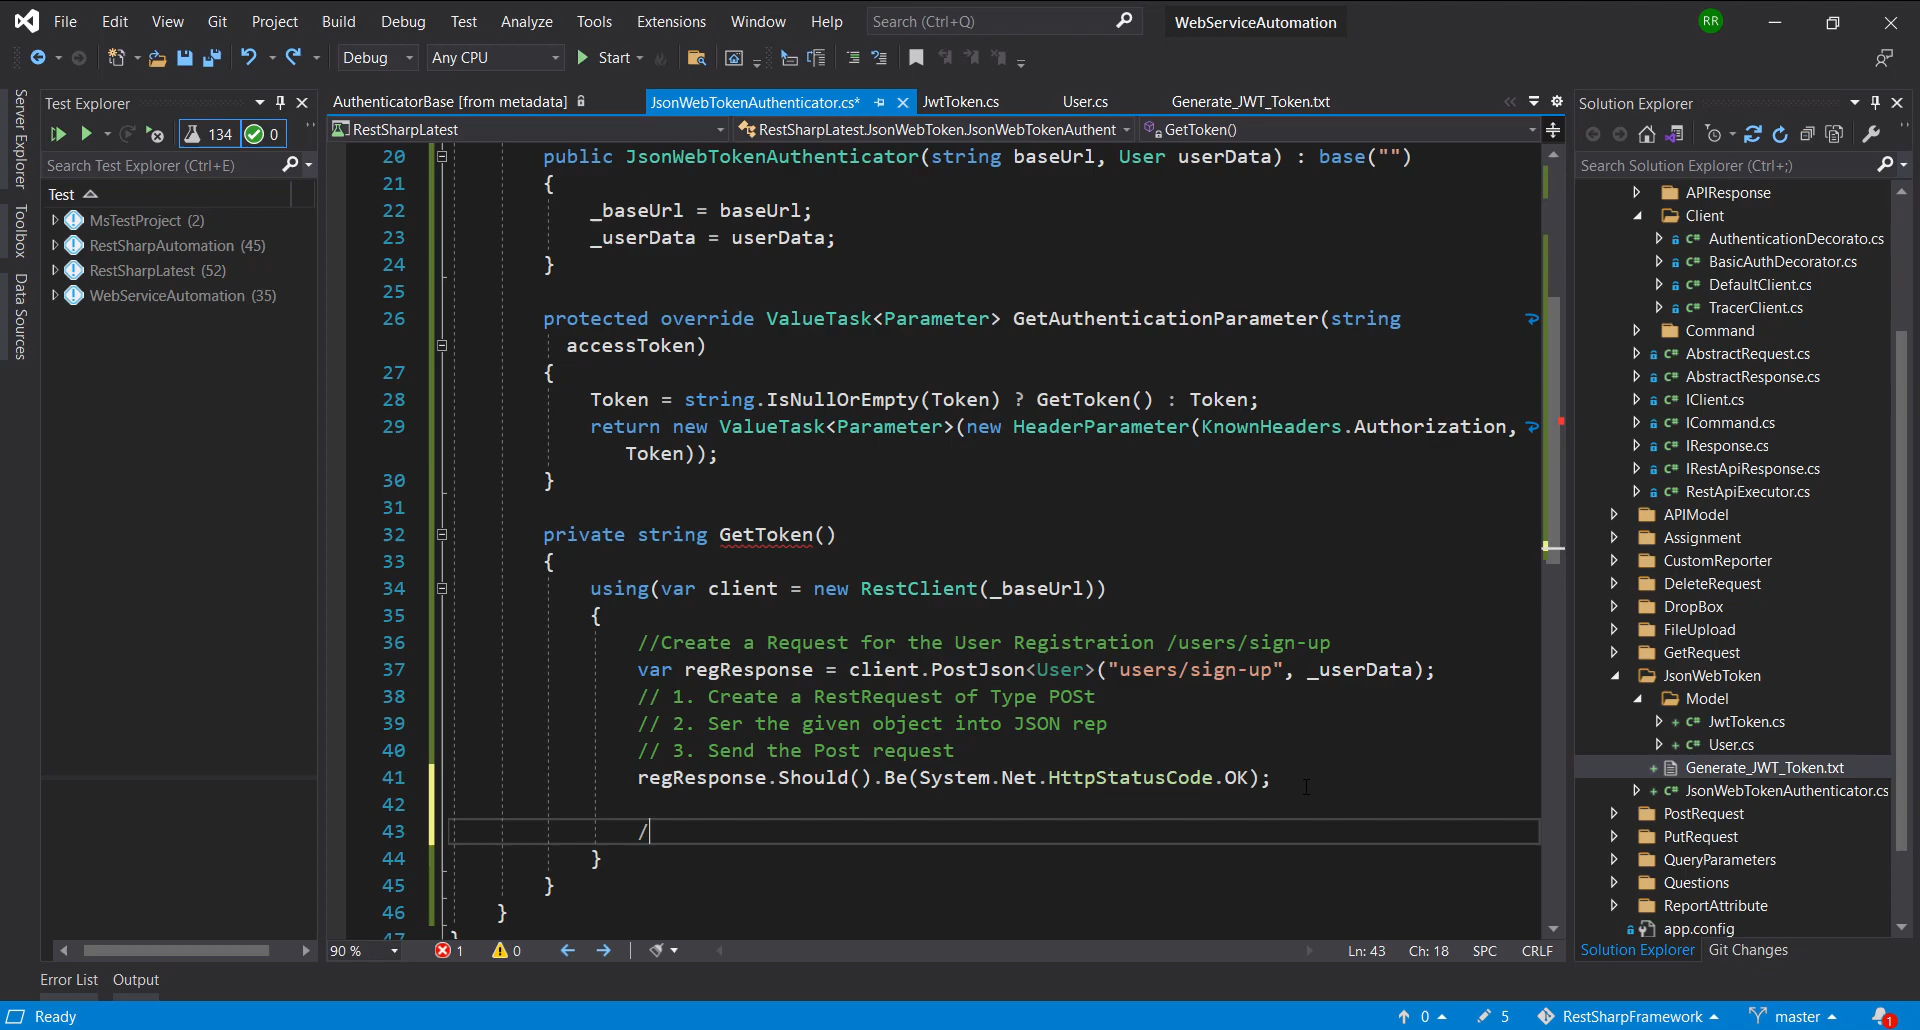 File Edit View Git Project Build Debug Test Analyze Tools Extensions Window Help Search (Ctrl+Q) WebServiceAutomation RR
Debug Any CPU Start
Server Explorer
Toolbox
Data Sources
Test Explorer
134 0
Search Test Explorer (Ctrl+E)
Test
MsTestProject (2)
RestSharpAutomation (45)
RestSharpLatest (52)
WebServiceAutomation (35)
AuthenticatorBase [from metadata] JsonWebTokenAuthenticator.cs* JwtToken.cs User.cs Generate_JWT_Token.txt
RestSharpLatest RestSharpLatest.JsonWebToken.JsonWebTokenAuthent GetToken()
20 public JsonWebTokenAuthenticator(string baseUrl, User userData) : base("")
21 {
22 _baseUrl = baseUrl;
23 _userData = userData;
24 }
25
26 protected override ValueTask<Parameter> GetAuthenticationParameter(string
accessToken)
27 {
28 Token = string.IsNullOrEmpty(Token) ? GetToken() : Token;
29 return new ValueTask<Parameter>(new HeaderParameter(KnownHeaders.Authorization,
Token));
30 }
31
32 private string GetToken()
33 {
34 using(var client = new RestClient(_baseUrl))
35 {
36 //Create a Request for the User Registration /users/sign-up
37 var regResponse = client.PostJson<User>("users/sign-up", _userData);
38 // 1. Create a RestRequest of Type POSt
39 // 2. Ser the given object into JSON rep
40 // 3. Send the Post request
41 regResponse.Should().Be(System.Net.HttpStatusCode.OK);
42
43 /
44 }
45 }
46 }
47 }
90 % 1 0 Ln: 43 Ch: 18 SPC CRLF
Solution Explorer
Search Solution Explorer (Ctrl+;)
APIResponse
Client
AuthenticationDecorato.cs
BasicAuthDecorator.cs
DefaultClient.cs
TracerClient.cs
Command
AbstractRequest.cs
AbstractResponse.cs
IClient.cs
ICommand.cs
IResponse.cs
IRestApiResponse.cs
RestApiExecutor.cs
APIModel
Assignment
CustomReporter
DeleteRequest
DropBox
FileUpload
GetRequest
JsonWebToken
Model
JwtToken.cs
User.cs
Generate_JWT_Token.txt
JsonWebTokenAuthenticator.cs
PostRequest
PutRequest
QueryParameters
Questions
ReportAttribute
app.config
Solution Explorer Git Changes
Error List Output
Ready 0 5 RestSharpFramework master 1